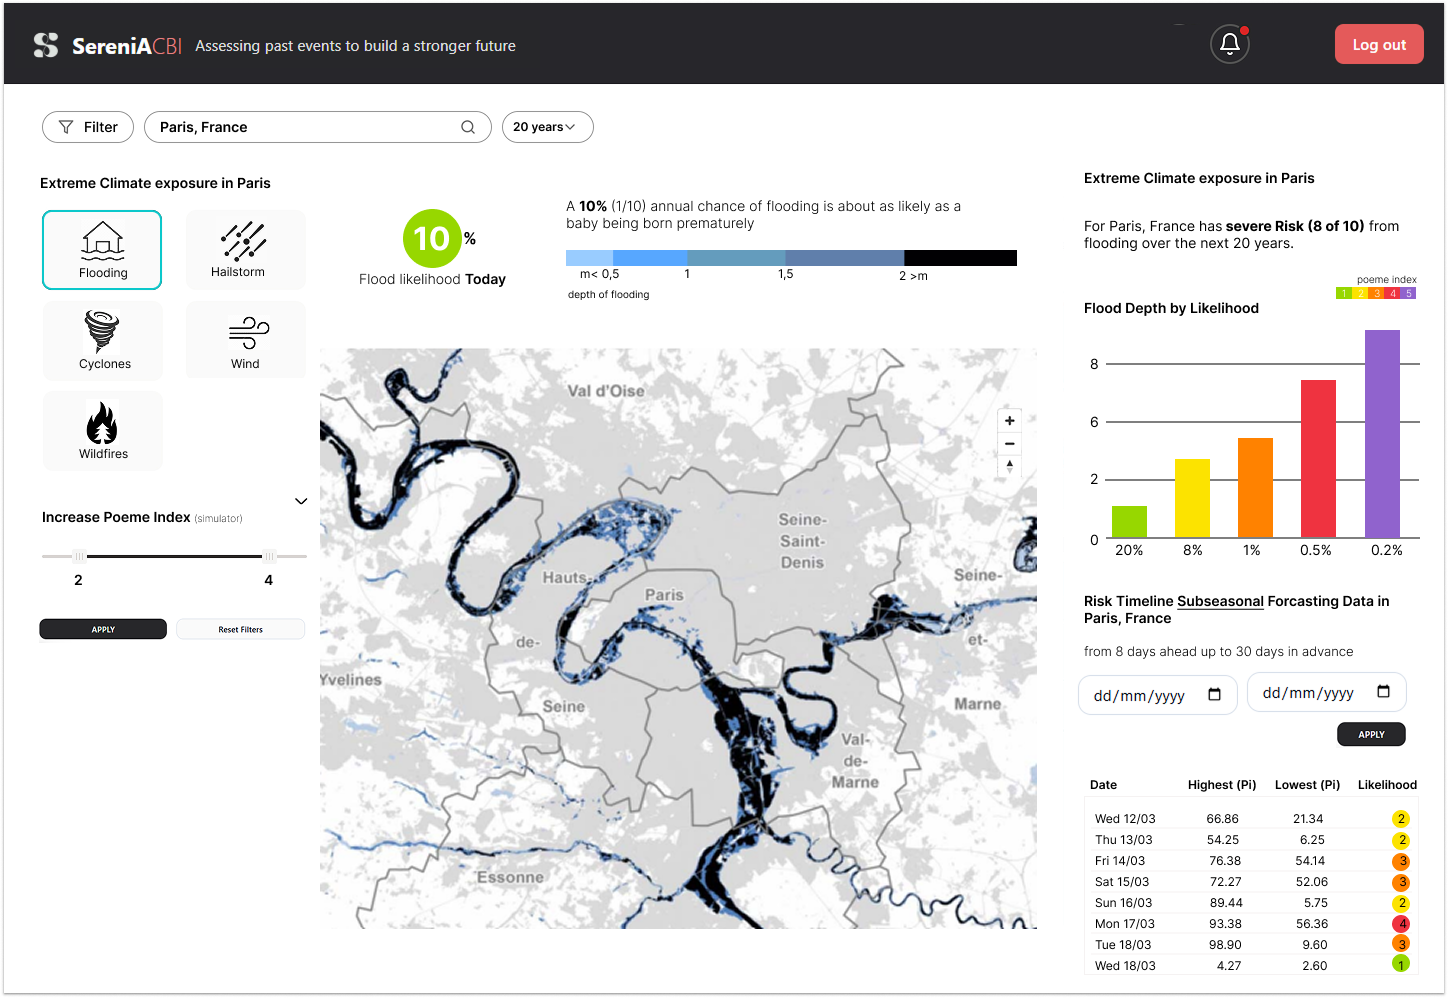 SereniACBI Assessing past events to build a stronger future
Log out
Filter
Paris, France
20 years
Extreme Climate exposure in Paris
Flooding
Hailstorm
Cyclones
Wind
Wildfires
Increase Poeme Index (simulator)
2 4
APPLY
Reset Filters
10 %
Flood likelihood Today
A 10% (1/10) annual chance of flooding is about as likely as a
baby being born prematurely
m< 0,5 1 1,5 2 >m
depth of flooding
Val d'Oise
Seine-
Saint-
Denis
Hauts-
Paris
Seine-
de-
et-
Yvelines
Seine
Marne
Val-
de-
Marne
Essonne
Extreme Climate exposure in Paris
For Paris, France has severe Risk (8 of 10) from
flooding over the next 20 years.
poeme index
1 2 3 4 5
Flood Depth by Likelihood
8
6
2
0
20% 8% 1% 0.5% 0.2%
Risk Timeline Subseasonal Forcasting Data in
Paris, France
from 8 days ahead up to 30 days in advance
dd/mm/yyyy
dd/mm/yyyy
APPLY
Date Highest (Pi) Lowest (Pi) Likelihood
Wed 12/03 66.86 21.34 2
Thu 13/03 54.25 6.25 2
Fri 14/03 76.38 54.14 3
Sat 15/03 72.27 52.06 3
Sun 16/03 89.44 5.75 2
Mon 17/03 93.38 56.36 4
Tue 18/03 98.90 9.60 3
Wed 18/03 4.27 2.60 1